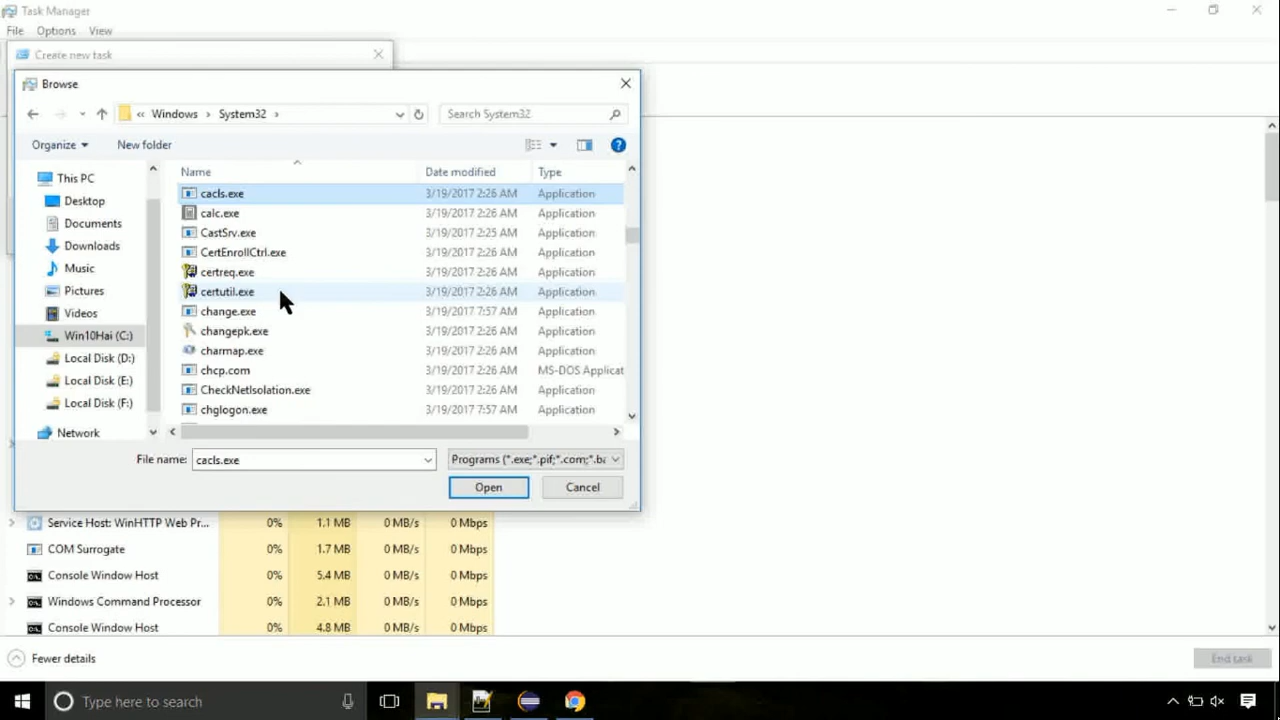 Task Manager
File Options View
Create new task
Browse
« Windows › System32 ›
Search System32
Organize New folder
Name Date modified Type
This PC
Desktop
Documents
Downloads
Music
Pictures
Videos
Win10Hai (C:)
Local Disk (D:)
Local Disk (E:)
Local Disk (F:)
Network
cacls.exe 3/19/2017 2:26 AM Application
calc.exe 3/19/2017 2:26 AM Application
CastSrv.exe 3/19/2017 2:25 AM Application
CertEnrollCtrl.exe 3/19/2017 2:26 AM Application
certreq.exe 3/19/2017 2:26 AM Application
certutil.exe 3/19/2017 2:26 AM Application
change.exe 3/19/2017 7:57 AM Application
changepk.exe 3/19/2017 2:26 AM Application
charmap.exe 3/19/2017 2:26 AM Application
chcp.com 3/19/2017 2:26 AM MS-DOS Applicat
CheckNetIsolation.exe 3/19/2017 2:26 AM Application
chglogon.exe 3/19/2017 7:57 AM Application
File name: cacls.exe Programs (*.exe;*.pif;*.com;*.ba
Open Cancel
Service Host: WinHTTP Web Pr... 0% 1.1 MB 0 MB/s 0 Mbps
COM Surrogate 0% 1.7 MB 0 MB/s 0 Mbps
Console Window Host 0% 5.4 MB 0 MB/s 0 Mbps
Windows Command Processor 0% 2.1 MB 0 MB/s 0 Mbps
Console Window Host 0% 4.8 MB 0 MB/s 0 Mbps
Fewer details
End task
Type here to search